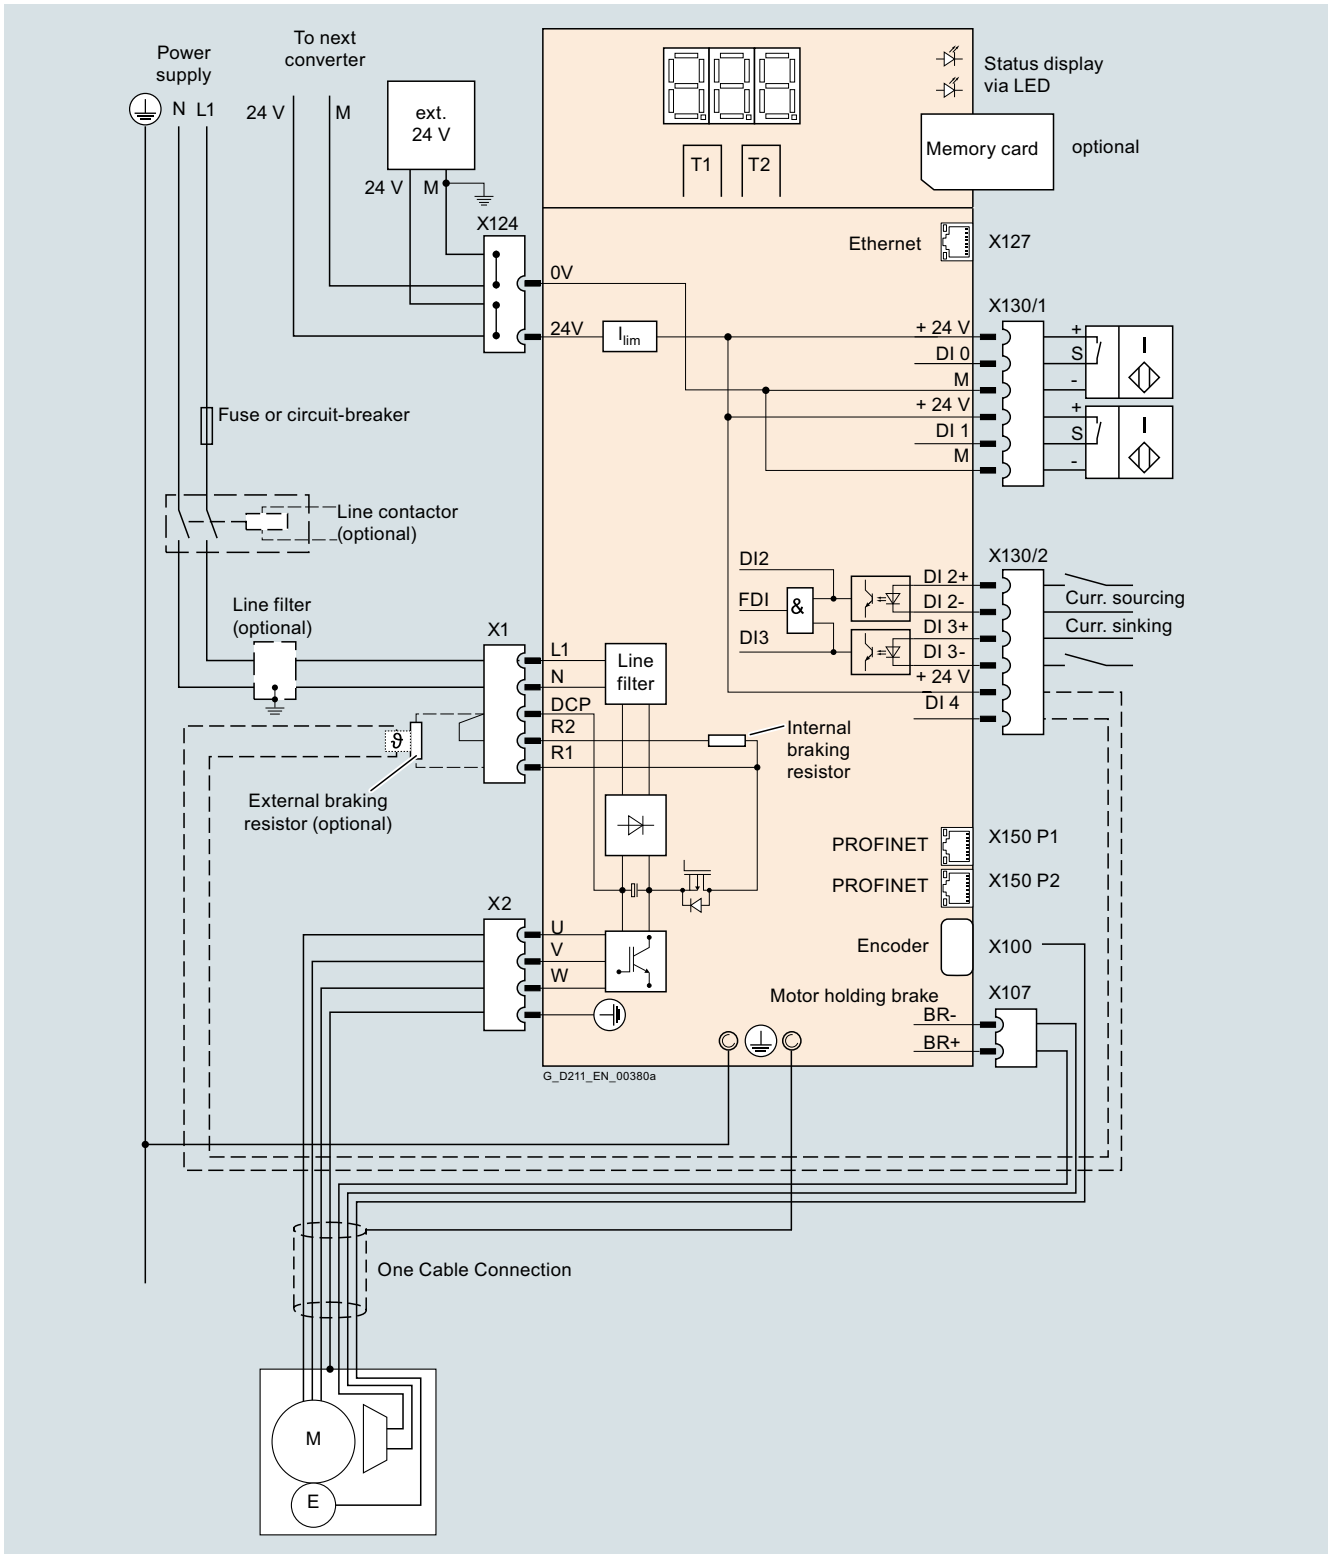 Power
supply
To next
converter
N L1
24 V
M
ext.
24 V
24 V
M
X124
T1
T2
Status display
via LED
Memory card
optional
Ethernet
X127
0V
24V
Ilim
X130/1
+ 24 V
DI 0
M
+ 24 V
DI 1
M
+
S
-
+
S
-
I
I
Fuse or circuit-breaker
Line contactor
(optional)
Line filter
(optional)
X130/2
DI2
FDI
DI3
&
DI 2+
DI 2-
DI 3+
DI 3-
+ 24 V
DI 4
Curr. sourcing
Curr. sinking
X1
L1
N
DCP
R2
R1
Line
filter
Internal
braking
resistor
ϑ
External braking
resistor (optional)
PROFINET
X150 P1
PROFINET
X150 P2
X2
U
V
W
Encoder
X100
Motor holding brake
X107
BR-
BR+
G_D211_EN_00380a
One Cable Connection
M
E